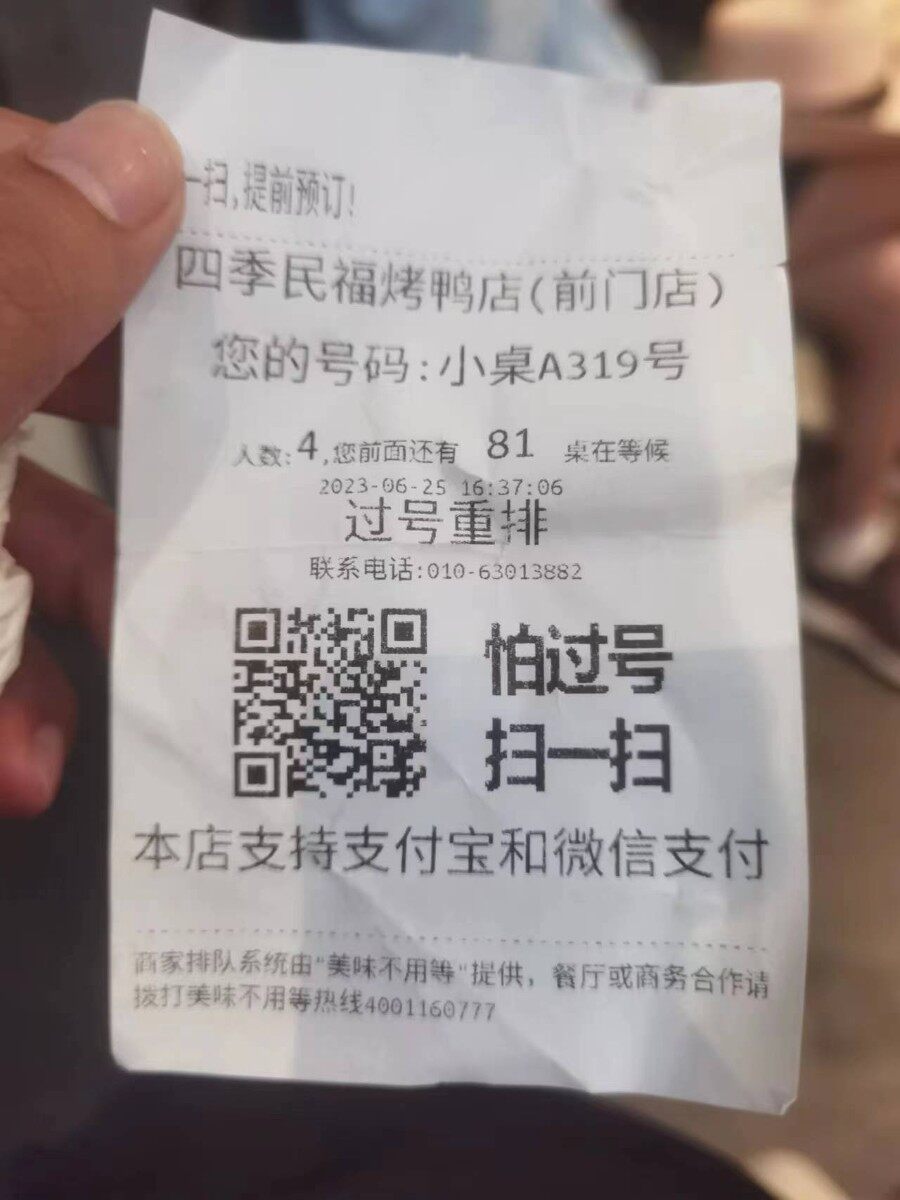 一扫,提前预订!
四季民福烤鸭店(前门店)
您的号码:小桌A319号
人数:4,您前面还有 81 桌在等候
2023-06-25 16:37:06
过号重排
联系电话:010-63013882
怕过号
扫一扫
本店支持支付宝和微信支付
商家排队系统由"美味不用等"提供，餐厅或商务合作请
拨打美味不用等热线4001160777